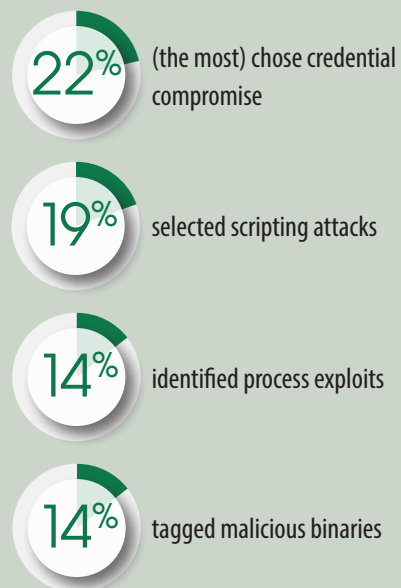 22%
(the most) chose credential
compromise
19%
selected scripting attacks
14%
identified process exploits
14%
tagged malicious binaries